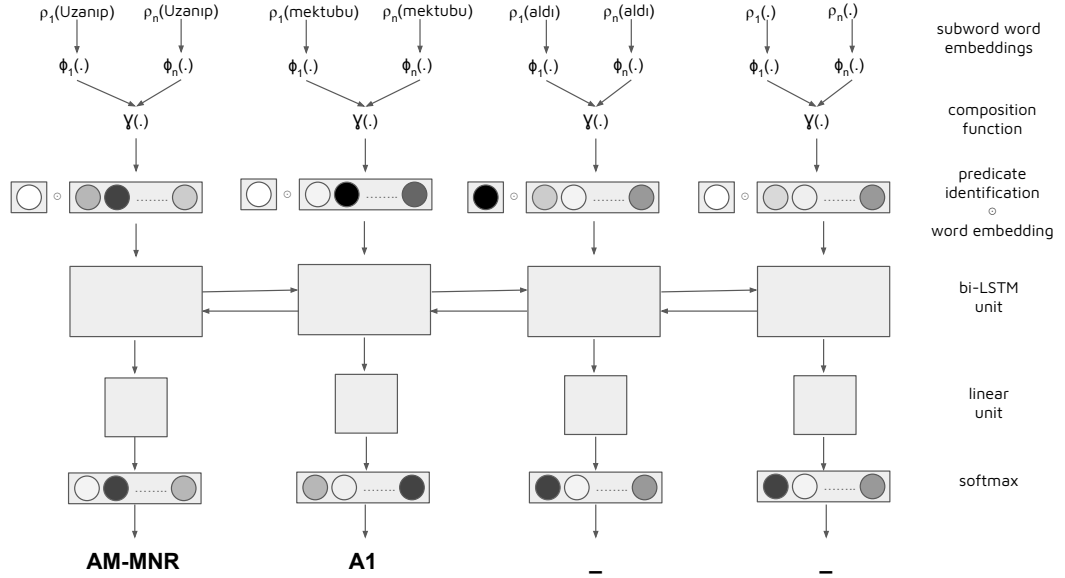 ρ1(Uzanıp) ρn(Uzanıp) ρ1(mektubu) ρn(mektubu) ρ1(aldı) ρn(aldı) ρ1(.) ρn(.)
subword word
embeddings
ϕ1(.) ϕn(.) ϕ1(.) ϕn(.) ϕ1(.) ϕn(.) ϕ1(.) ϕn(.)
Ɣ(.) Ɣ(.) Ɣ(.) Ɣ(.)
composition
function
predicate
identification
⊙
word embedding
⊙ ........ ⊙ ........ ⊙ ........ ⊙ ........
bi-LSTM
unit
linear
unit
........ ........ ........ ........
softmax
AM-MNR A1 _ _